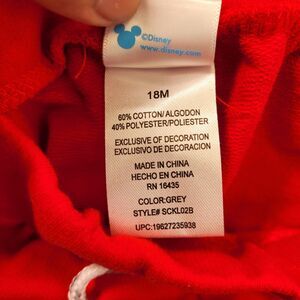 ©Disney
www.disney.com
18M
60% COTTON/ALGODON
40% POLYESTER/POLIESTER
EXCLUSIVE OF DECORATION
EXCLUSIVO DE DECORACION
MADE IN CHINA
HECHO EN CHINA
RN 16435
COLOR:GREY
STYLE# SCKL02B
UPC:19627235938